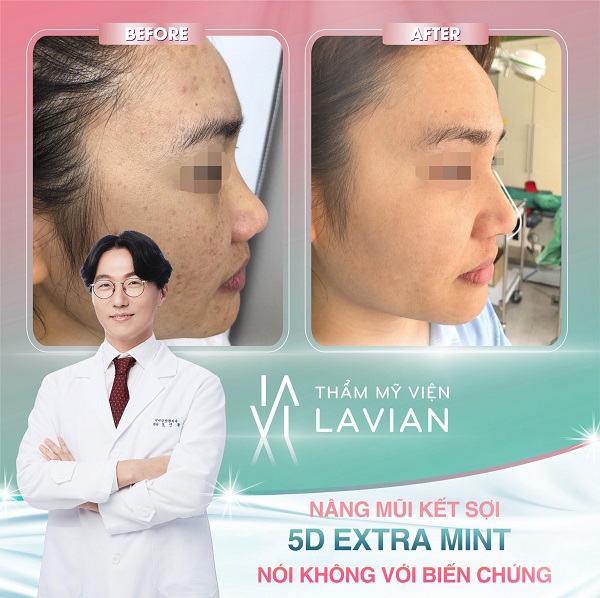 BEFORE
AFTER
THẨM MỸ VIỆN
LAVIAN
NÂNG MŨI KẾT SỢI
5D EXTRA MINT
NÓI KHÔNG VỚI BIẾN CHỨNG